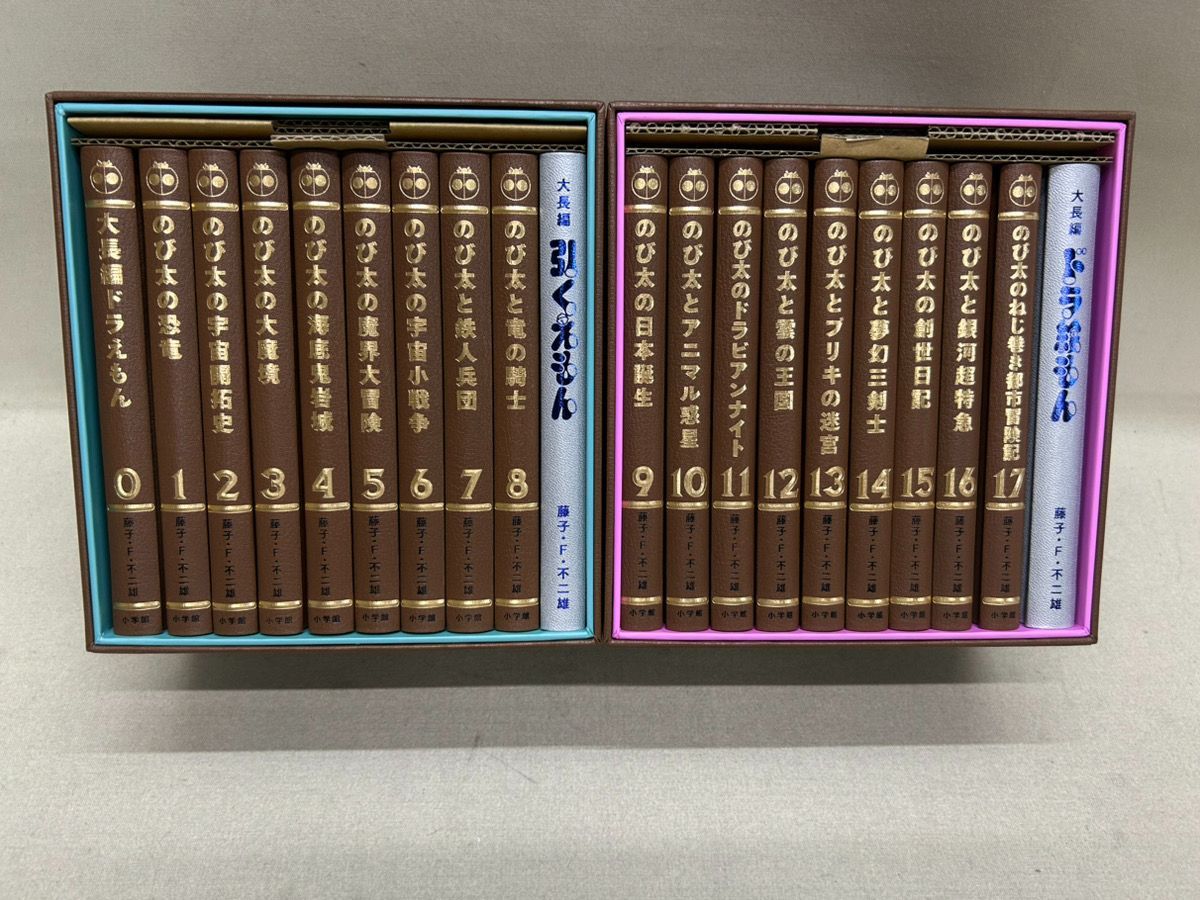 大長編ドラえもん
0
藤子・F・不二雄
小学館
のび太の恐竜
1
藤子・F・不二雄
小学館
のび太の宇宙開拓史
2
藤子・F・不二雄
小学館
のび太の大魔境
3
藤子・F・不二雄
小学館
のび太の海底鬼岩城
4
藤子・F・不二雄
小学館
のび太の魔界大冒険
5
藤子・F・不二雄
小学館
のび太の宇宙小戦争
6
藤子・F・不二雄
小学館
のび太と鉄人兵団
7
藤子・F・不二雄
小学館
のび太と竜の騎士
8
藤子・F・不二雄
小学館
大長編
引くえもん
藤子・F・不二雄
のび太の日本誕生
9
藤子・F・不二雄
小学館
のび太とアニマル惑星
10
藤子・F・不二雄
小学館
のび太のドラビアンナイト
11
藤子・F・不二雄
小学館
のび太と雲の王国
12
藤子・F・不二雄
小学館
のび太とブリキの迷宮
13
藤子・F・不二雄
小学館
のび太と夢幻三剣士
14
藤子・F・不二雄
小学館
のび太の創世日記
15
藤子・F・不二雄
小学館
のび太と銀河超特急
16
藤子・F・不二雄
小学館
のび太のねじ巻き都市冒険記
17
藤子・F・不二雄
小学館
大長編
藤子・F・不二雄